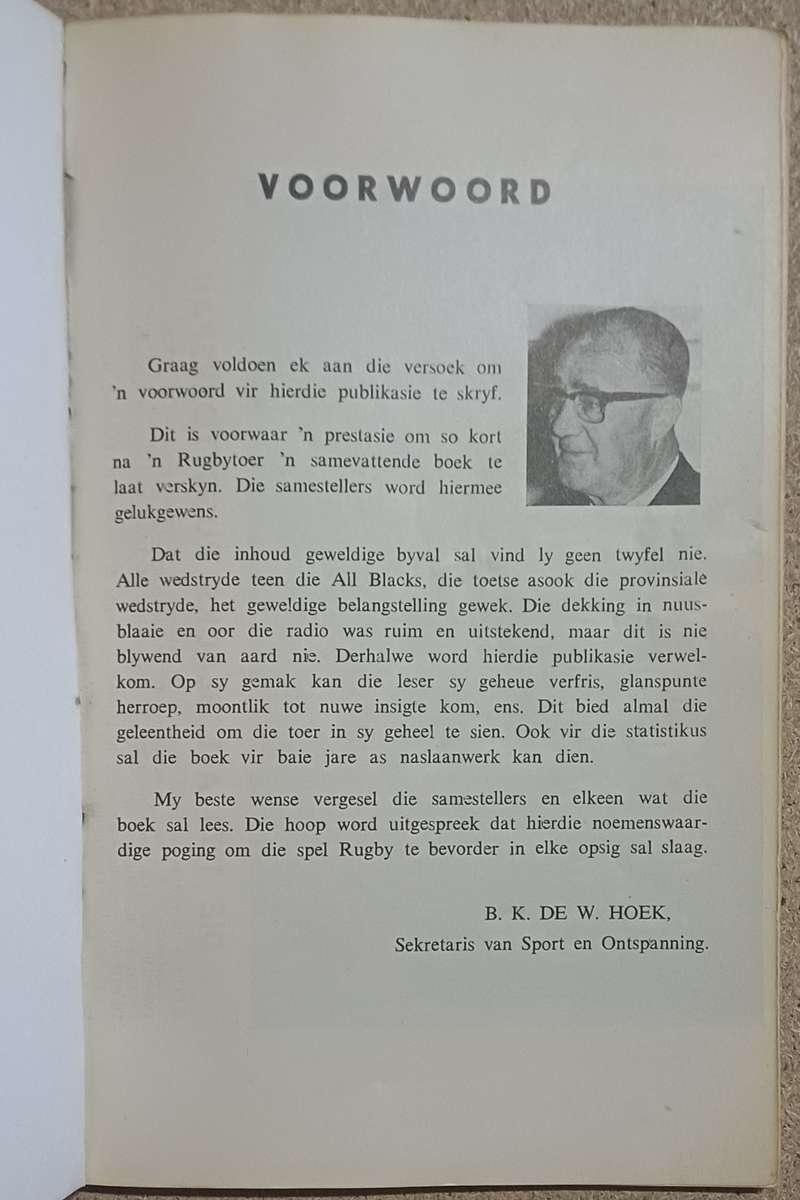 VOORWOORD
Graag voldoen ek aan die versoek om
'n voorwoord vir hierdie publikasie te skryf.
Dit is voorwaar 'n prestasie om so kort
na 'n Rugbytoer 'n samevattende boek te
laat verskyn. Die samestellers word hiermee
gelukgewens.
Dat die inhoud geweldige byval sal vind ly geen twyfel nie.
Alle wedstryde teen die All Blacks, die toetse asook die provinsiale
wedstryde, het geweldige belangstelling gewek. Die dekking in nuus-
blaaie en oor die radio was ruim en uitstekend, maar dit is nie
blywend van aard nie. Derhalwe word hierdie publikasie verwel-
kom. Op sy gemak kan die leser sy geheue verfris, glanspunte
herroep, moontlik tot nuwe insigte kom, ens. Dit bied almal die
geleentheid om die toer in sy geheel te sien. Ook vir die statistikus
sal die boek vir baie jare as naslaanwerk kan dien.
My beste wense vergesel die samestellers en elkeen wat die
boek sal lees. Die hoop word uitgespreek dat hierdie noemenswaar-
dige poging om die spel Rugby te bevorder in elke opsig sal slaag.
B. K. DE W. HOEK,
Sekretaris van Sport en Ontspanning.